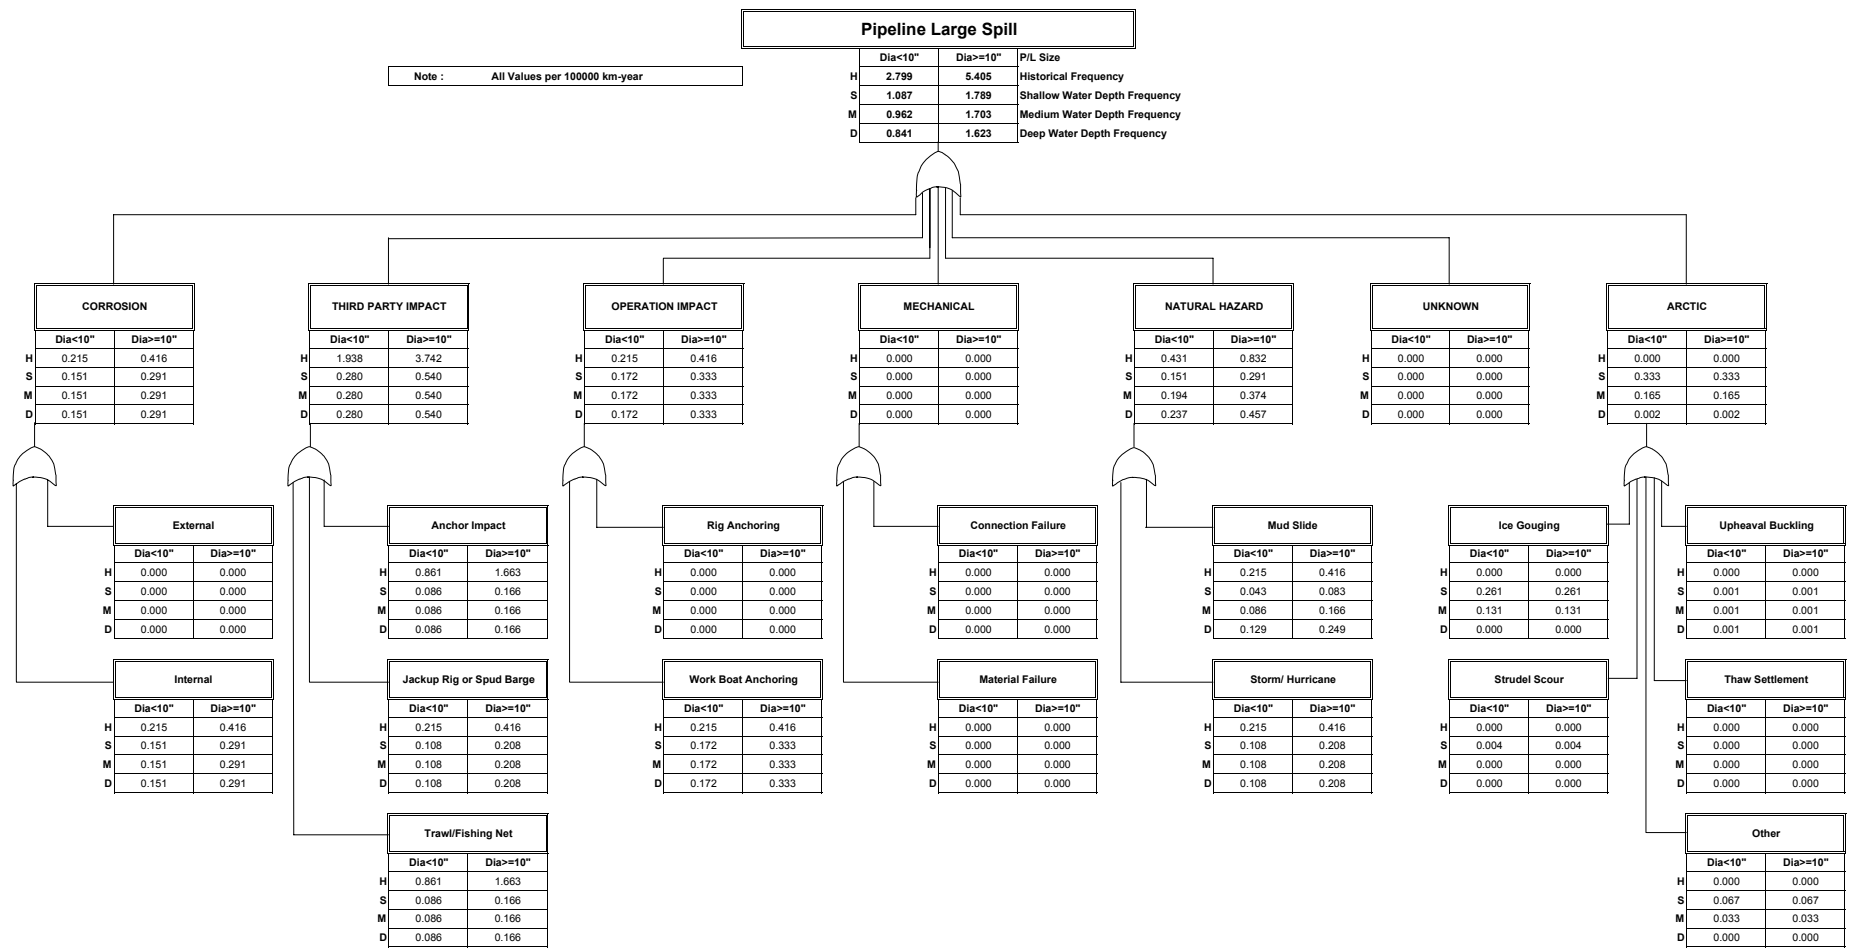 Pipeline Large Spill
Dia<10" Dia>=10" P/L Size
Note : All Values per 100000 km-year
H 2.799 5.405 Historical Frequency
S 1.087 1.789 Shallow Water Depth Frequency
M 0.962 1.703 Medium Water Depth Frequency
D 0.841 1.623 Deep Water Depth Frequency
CORROSION
Dia<10" Dia>=10"
H 0.215 0.416
S 0.151 0.291
M 0.151 0.291
D 0.151 0.291
THIRD PARTY IMPACT
Dia<10" Dia>=10"
H 1.938 3.742
S 0.280 0.540
M 0.280 0.540
D 0.280 0.540
OPERATION IMPACT
Dia<10" Dia>=10"
H 0.215 0.416
S 0.172 0.333
M 0.172 0.333
D 0.172 0.333
MECHANICAL
Dia<10" Dia>=10"
H 0.000 0.000
S 0.000 0.000
M 0.000 0.000
D 0.000 0.000
NATURAL HAZARD
Dia<10" Dia>=10"
H 0.431 0.832
S 0.151 0.291
M 0.194 0.374
D 0.237 0.457
UNKNOWN
Dia<10" Dia>=10"
H 0.000 0.000
S 0.000 0.000
M 0.000 0.000
D 0.000 0.000
ARCTIC
Dia<10" Dia>=10"
H 0.000 0.000
S 0.333 0.333
M 0.165 0.165
D 0.002 0.002
External
Dia<10" Dia>=10"
H 0.000 0.000
S 0.000 0.000
M 0.000 0.000
D 0.000 0.000
Anchor Impact
Dia<10" Dia>=10"
H 0.861 1.663
S 0.086 0.166
M 0.086 0.166
D 0.086 0.166
Rig Anchoring
Dia<10" Dia>=10"
H 0.000 0.000
S 0.000 0.000
M 0.000 0.000
D 0.000 0.000
Connection Failure
Dia<10" Dia>=10"
H 0.000 0.000
S 0.000 0.000
M 0.000 0.000
D 0.000 0.000
Mud Slide
Dia<10" Dia>=10"
H 0.215 0.416
S 0.043 0.083
M 0.086 0.166
D 0.129 0.249
Ice Gouging
Dia<10" Dia>=10"
H 0.000 0.000
S 0.261 0.261
M 0.131 0.131
D 0.000 0.000
Upheaval Buckling
Dia<10" Dia>=10"
H 0.000 0.000
S 0.001 0.001
M 0.001 0.001
D 0.001 0.001
Internal
Dia<10" Dia>=10"
H 0.215 0.416
S 0.151 0.291
M 0.151 0.291
D 0.151 0.291
Jackup Rig or Spud Barge
Dia<10" Dia>=10"
H 0.215 0.416
S 0.108 0.208
M 0.108 0.208
D 0.108 0.208
Work Boat Anchoring
Dia<10" Dia>=10"
H 0.215 0.416
S 0.172 0.333
M 0.172 0.333
D 0.172 0.333
Material Failure
Dia<10" Dia>=10"
H 0.000 0.000
S 0.000 0.000
M 0.000 0.000
D 0.000 0.000
Storm/ Hurricane
Dia<10" Dia>=10"
H 0.215 0.416
S 0.108 0.208
M 0.108 0.208
D 0.108 0.208
Strudel Scour
Dia<10" Dia>=10"
H 0.000 0.000
S 0.004 0.004
M 0.000 0.000
D 0.000 0.000
Thaw Settlement
Dia<10" Dia>=10"
H 0.000 0.000
S 0.000 0.000
M 0.000 0.000
D 0.000 0.000
Trawl/Fishing Net
Dia<10" Dia>=10"
H 0.861 1.663
S 0.086 0.166
M 0.086 0.166
D 0.086 0.166
Other
Dia<10" Dia>=10"
H 0.000 0.000
S 0.067 0.067
M 0.033 0.033
D 0.000 0.000